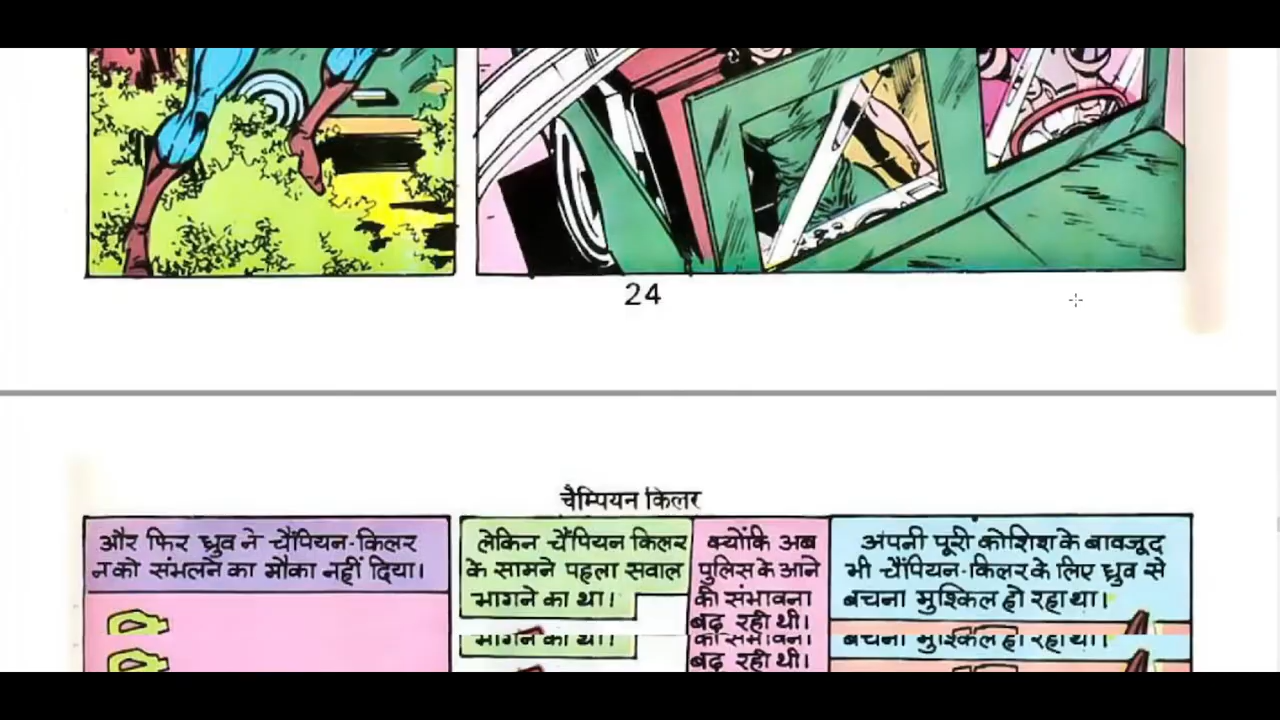 24
चैम्पियन किलर
और फिर ध्रुव ने चैंपियन-किलर
न को संभलने का मौका नहीं दिया।
लेकिन चैंपियन किलर
के सामने पहला सवाल
भागने का था।
भागने का था।
क्योंकि अब
पुलिस के आने
की संभावना
बढ़ रही थी।
की संभावना
बढ़ रही थी।
अपनी पूरी कोशिश के बावजूद
भी चैंपियन-किलर के लिए ध्रुव से
बचना मुश्किल हो रहा था।
बचना मुश्किल हो रहा था।